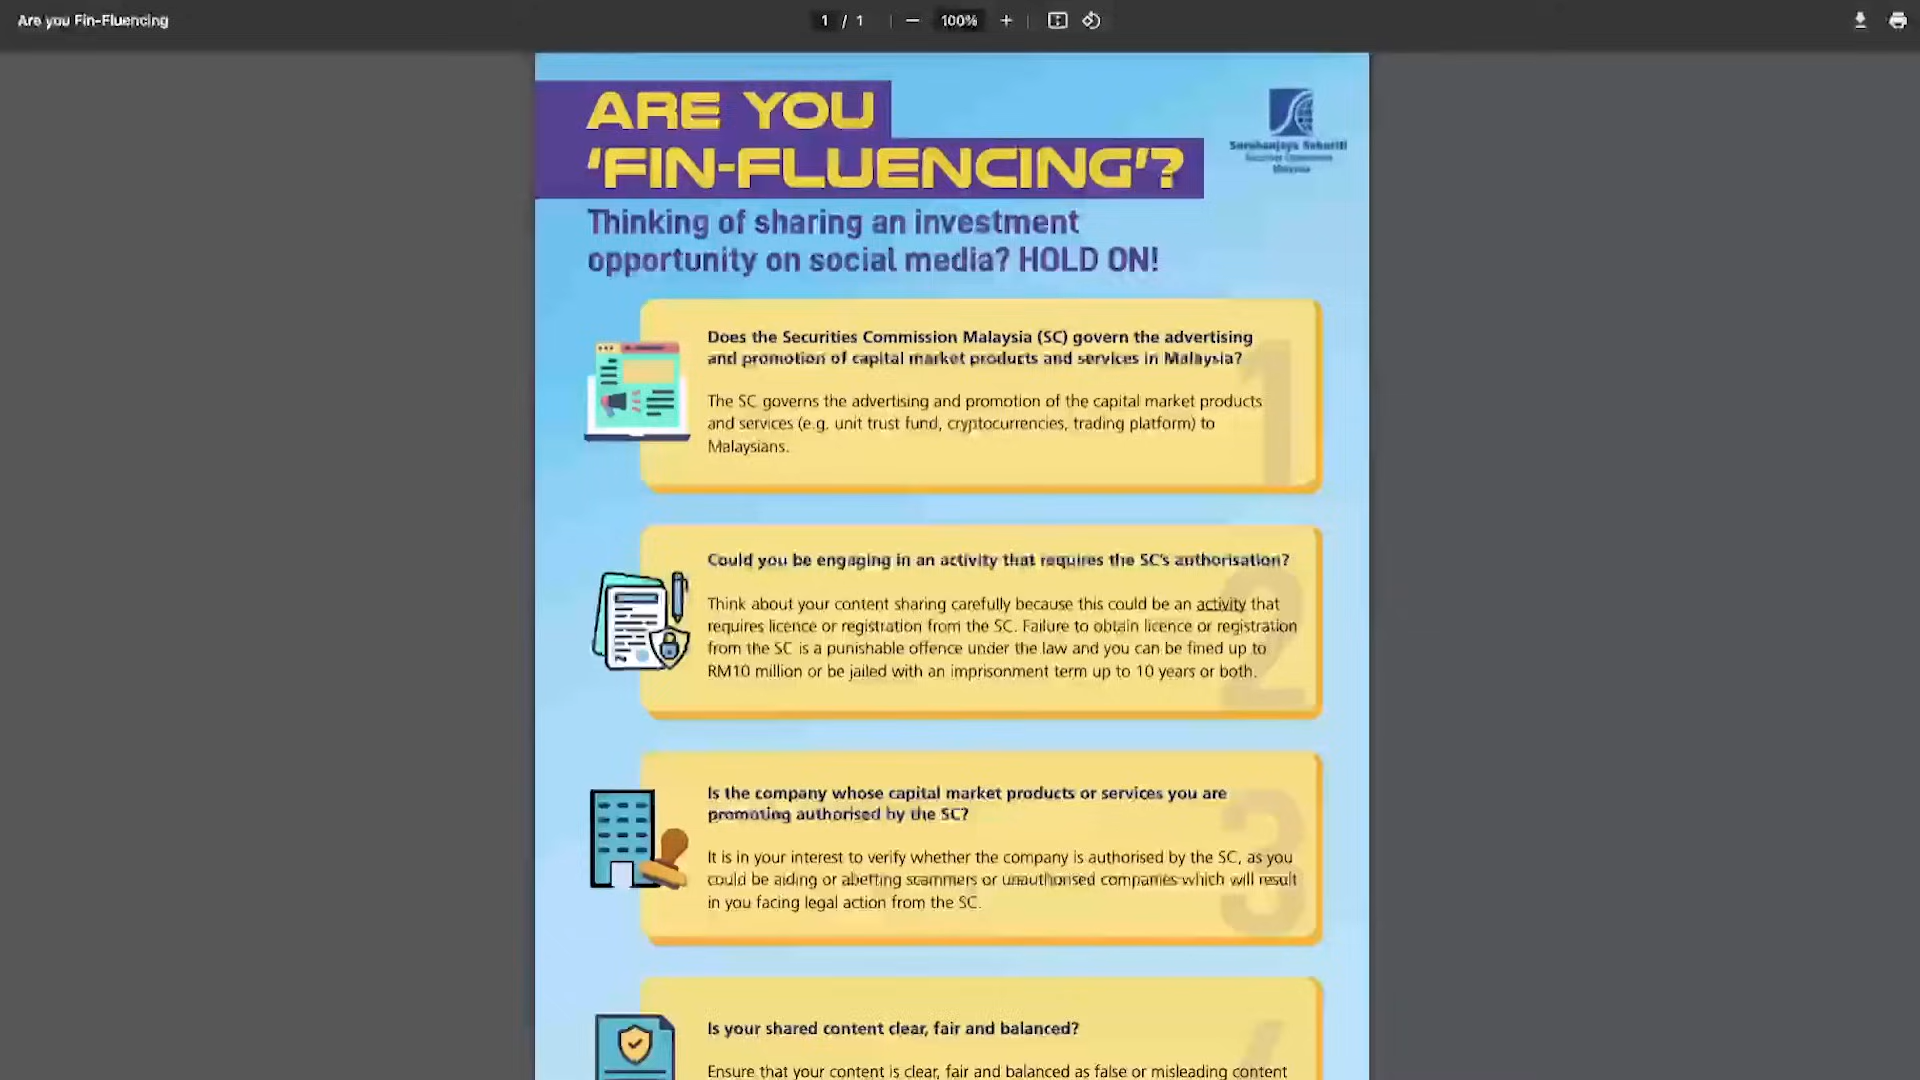 Are you Fin-Fluencing
1 / 1
100%
ARE YOU
'FIN-FLUENCING'?
Suruhanjaya Sekuriti
Securities Commission
Malaysia
Thinking of sharing an investment
opportunity on social media? HOLD ON!
1
Does the Securities Commission Malaysia (SC) govern the advertising
and promotion of capital market products and services in Malaysia?
The SC governs the advertising and promotion of the capital market products
and services (e.g. unit trust fund, cryptocurrencies, trading platform) to
Malaysians.
2
Could you be engaging in an activity that requires the SC's authorisation?
Think about your content sharing carefully because this could be an activity that
requires licence or registration from the SC. Failure to obtain licence or registration
from the SC is a punishable offence under the law and you can be fined up to
RM10 million or be jailed with an imprisonment term up to 10 years or both.
3
Is the company whose capital market products or services you are
promoting authorised by the SC?
It is in your interest to verify whether the company is authorised by the SC, as you
could be aiding or abetting scammers or unauthorised companies which will result
in you facing legal action from the SC.
4
Is your shared content clear, fair and balanced?
Ensure that your content is clear, fair and balanced as false or misleading content